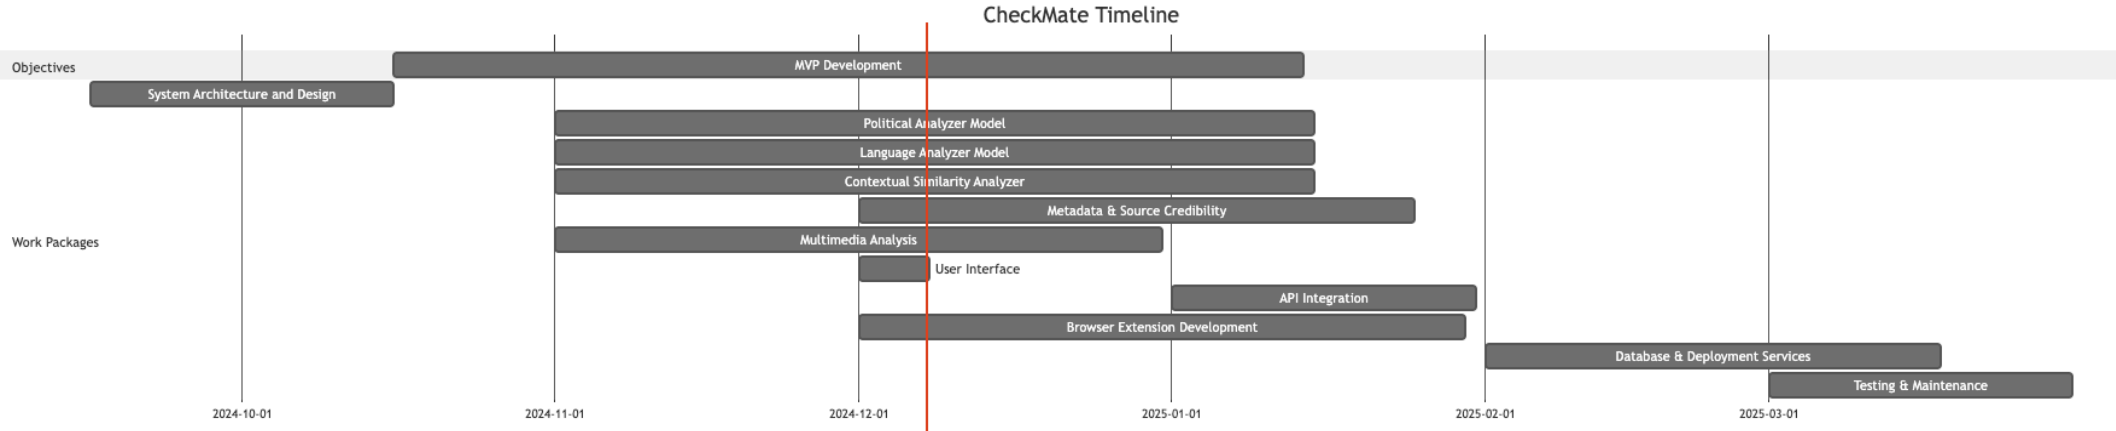 CheckMate Timeline
Objectives
MVP Development
System Architecture and Design
Political Analyzer Model
Language Analyzer Model
Contextual Similarity Analyzer
Metadata & Source Credibility
Work Packages
Multimedia Analysis
User Interface
API Integration
Browser Extension Development
Database & Deployment Services
Testing & Maintenance
2024-10-01
2024-11-01
2024-12-01
2025-01-01
2025-02-01
2025-03-01